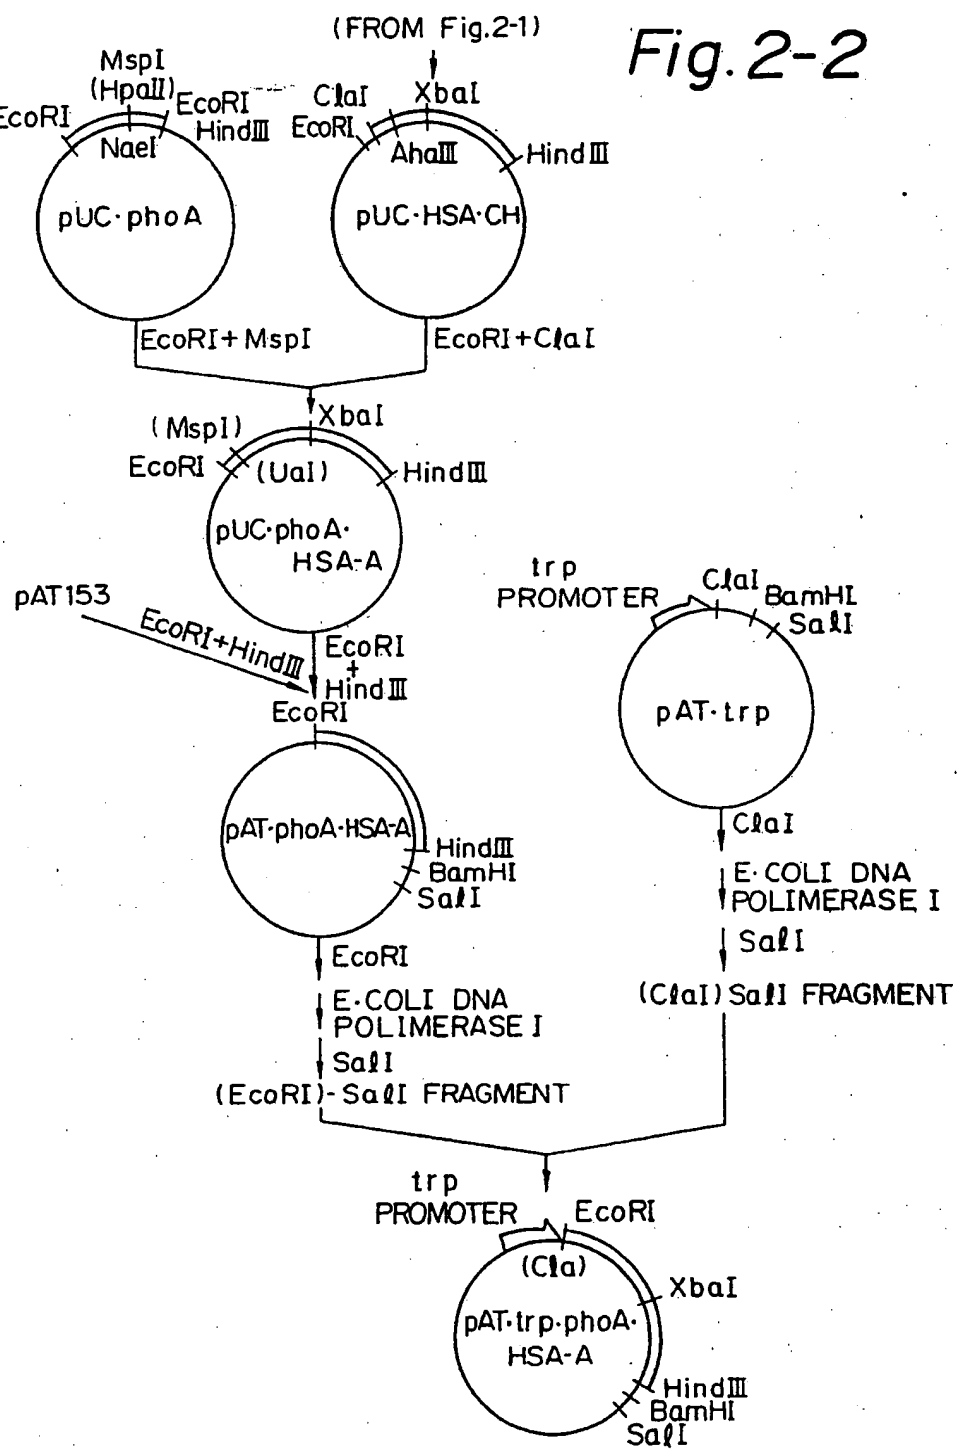 (FROM Fig.2-1)
Fig.2-2
MspI
(HpaII)
EcoRI
EcoRI
HindIII
NaeI
pUC·phoA
EcoRI+MspI
ClaI
XbaI
EcoRI
AhaIII
HindIII
pUC·HSA·CH
EcoRI+ClaI
XbaI
(MspI)
EcoRI
(UaI)
HindIII
pUC·phoA·
HSA-A
pAT153
EcoRI+HindIII
EcoRI
+
HindIII
EcoRI
pAT·phoA·HSA-A
HindIII
BamHI
SalI
EcoRI
E·COLI DNA
POLIMERASE I
SalI
(EcoRI)-SalI FRAGMENT
trp
PROMOTER
ClaI
BamHI
SalI
pAT·trp
ClaI
E·COLI DNA
POLIMERASE I
SalI
(ClaI) SalI FRAGMENT
trp
PROMOTER
EcoRI
(Cla)
XbaI
pAT·trp·phoA·
HSA-A
HindIII
BamHI
SalI